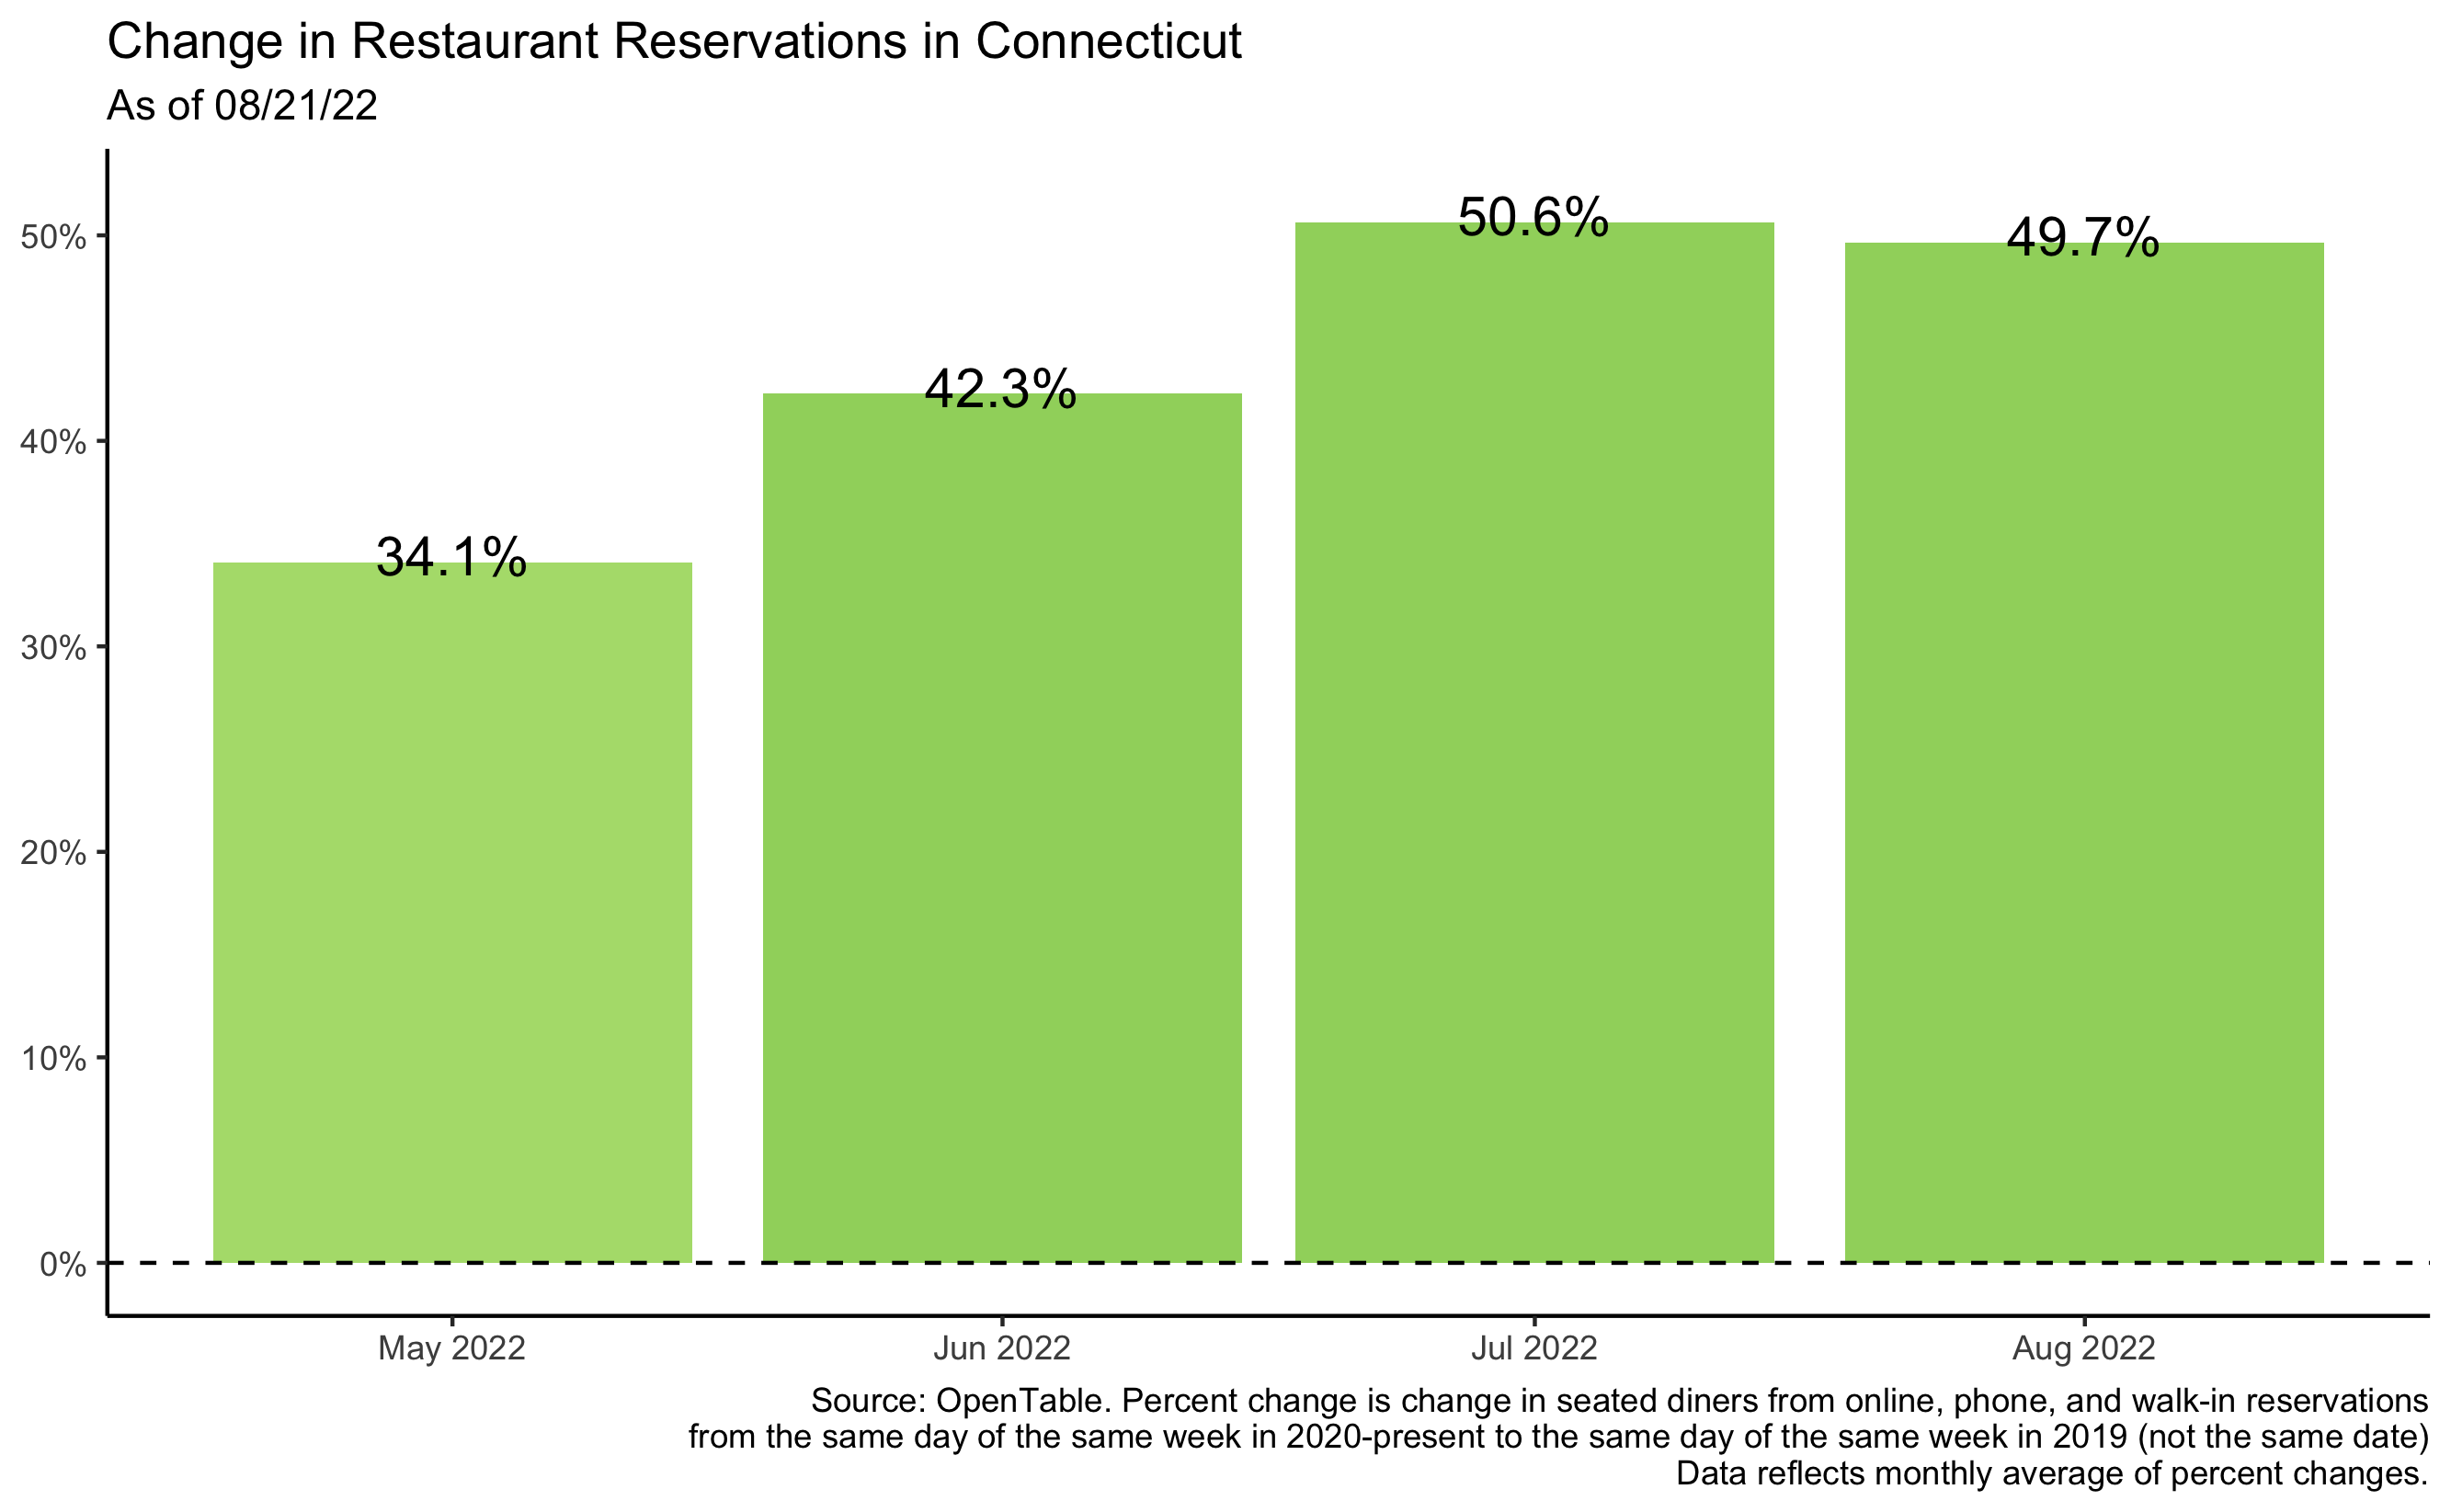 Change in Restaurant Reservations in Connecticut
As of 08/21/22
50%
40%
30%
20%
10%
0%
34.1%
42.3%
50.6%
49.7%
May 2022
Jun 2022
Jul 2022
Aug 2022
Source: OpenTable. Percent change is change in seated diners from online, phone, and walk-in reservations
from the same day of the same week in 2020-present to the same day of the same week in 2019 (not the same date)
Data reflects monthly average of percent changes.